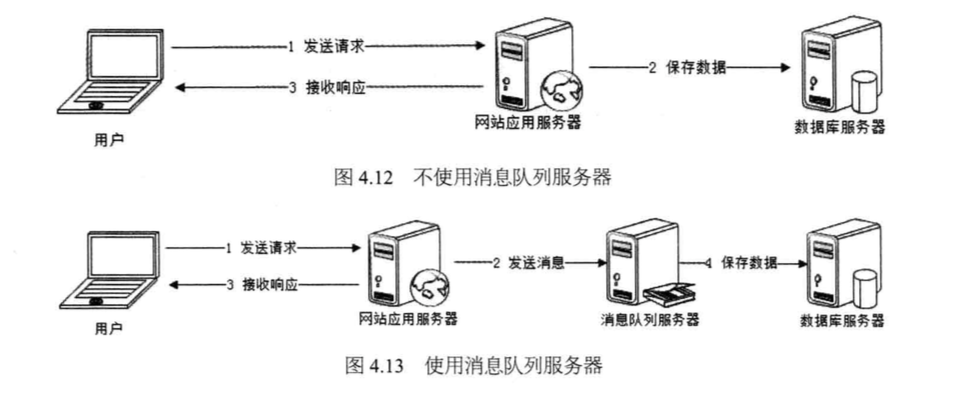 1 发送请求
2 保存数据
3 接收响应
用户
网站应用服务器
数据库服务器
图 4.12 不使用消息队列服务器
1 发送请求
2 发送消息
4 保存数据
3 接收响应
用户
网站应用服务器
消息队列服务器
数据库服务器
图 4.13 使用消息队列服务器